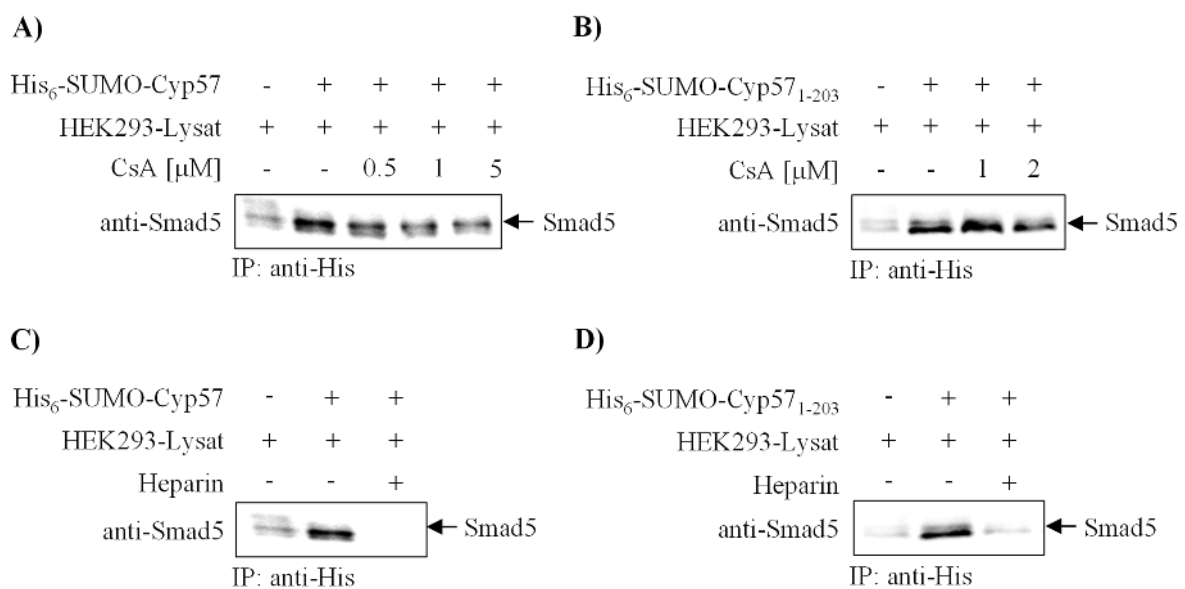 A)
His₆-SUMO-Cyp57 - + + + +
HEK293-Lysat + + + + +
CsA [µM] - - 0.5 1 5
anti-Smad5 Smad5
IP: anti-His
B)
His₆-SUMO-Cyp57₁₋₂₀₃ - + + +
HEK293-Lysat + + + +
CsA [µM] - - 1 2
anti-Smad5 Smad5
IP: anti-His
C)
His₆-SUMO-Cyp57 - + +
HEK293-Lysat + + +
Heparin - - +
anti-Smad5 Smad5
IP: anti-His
D)
His₆-SUMO-Cyp57₁₋₂₀₃ - + +
HEK293-Lysat + + +
Heparin - - +
anti-Smad5 Smad5
IP: anti-His